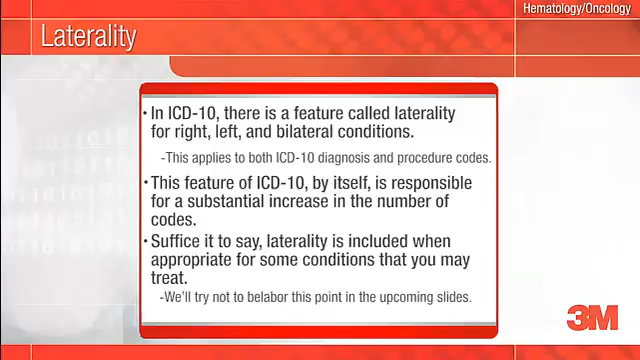 Hematology/Oncology
Laterality
• In ICD-10, there is a feature called laterality
for right, left, and bilateral conditions.
-This applies to both ICD-10 diagnosis and procedure codes.
• This feature of ICD-10, by itself, is responsible
for a substantial increase in the number of
codes.
• Suffice it to say, laterality is included when
appropriate for some conditions that you may
treat.
-We'll try not to belabor this point in the upcoming slides.
3M